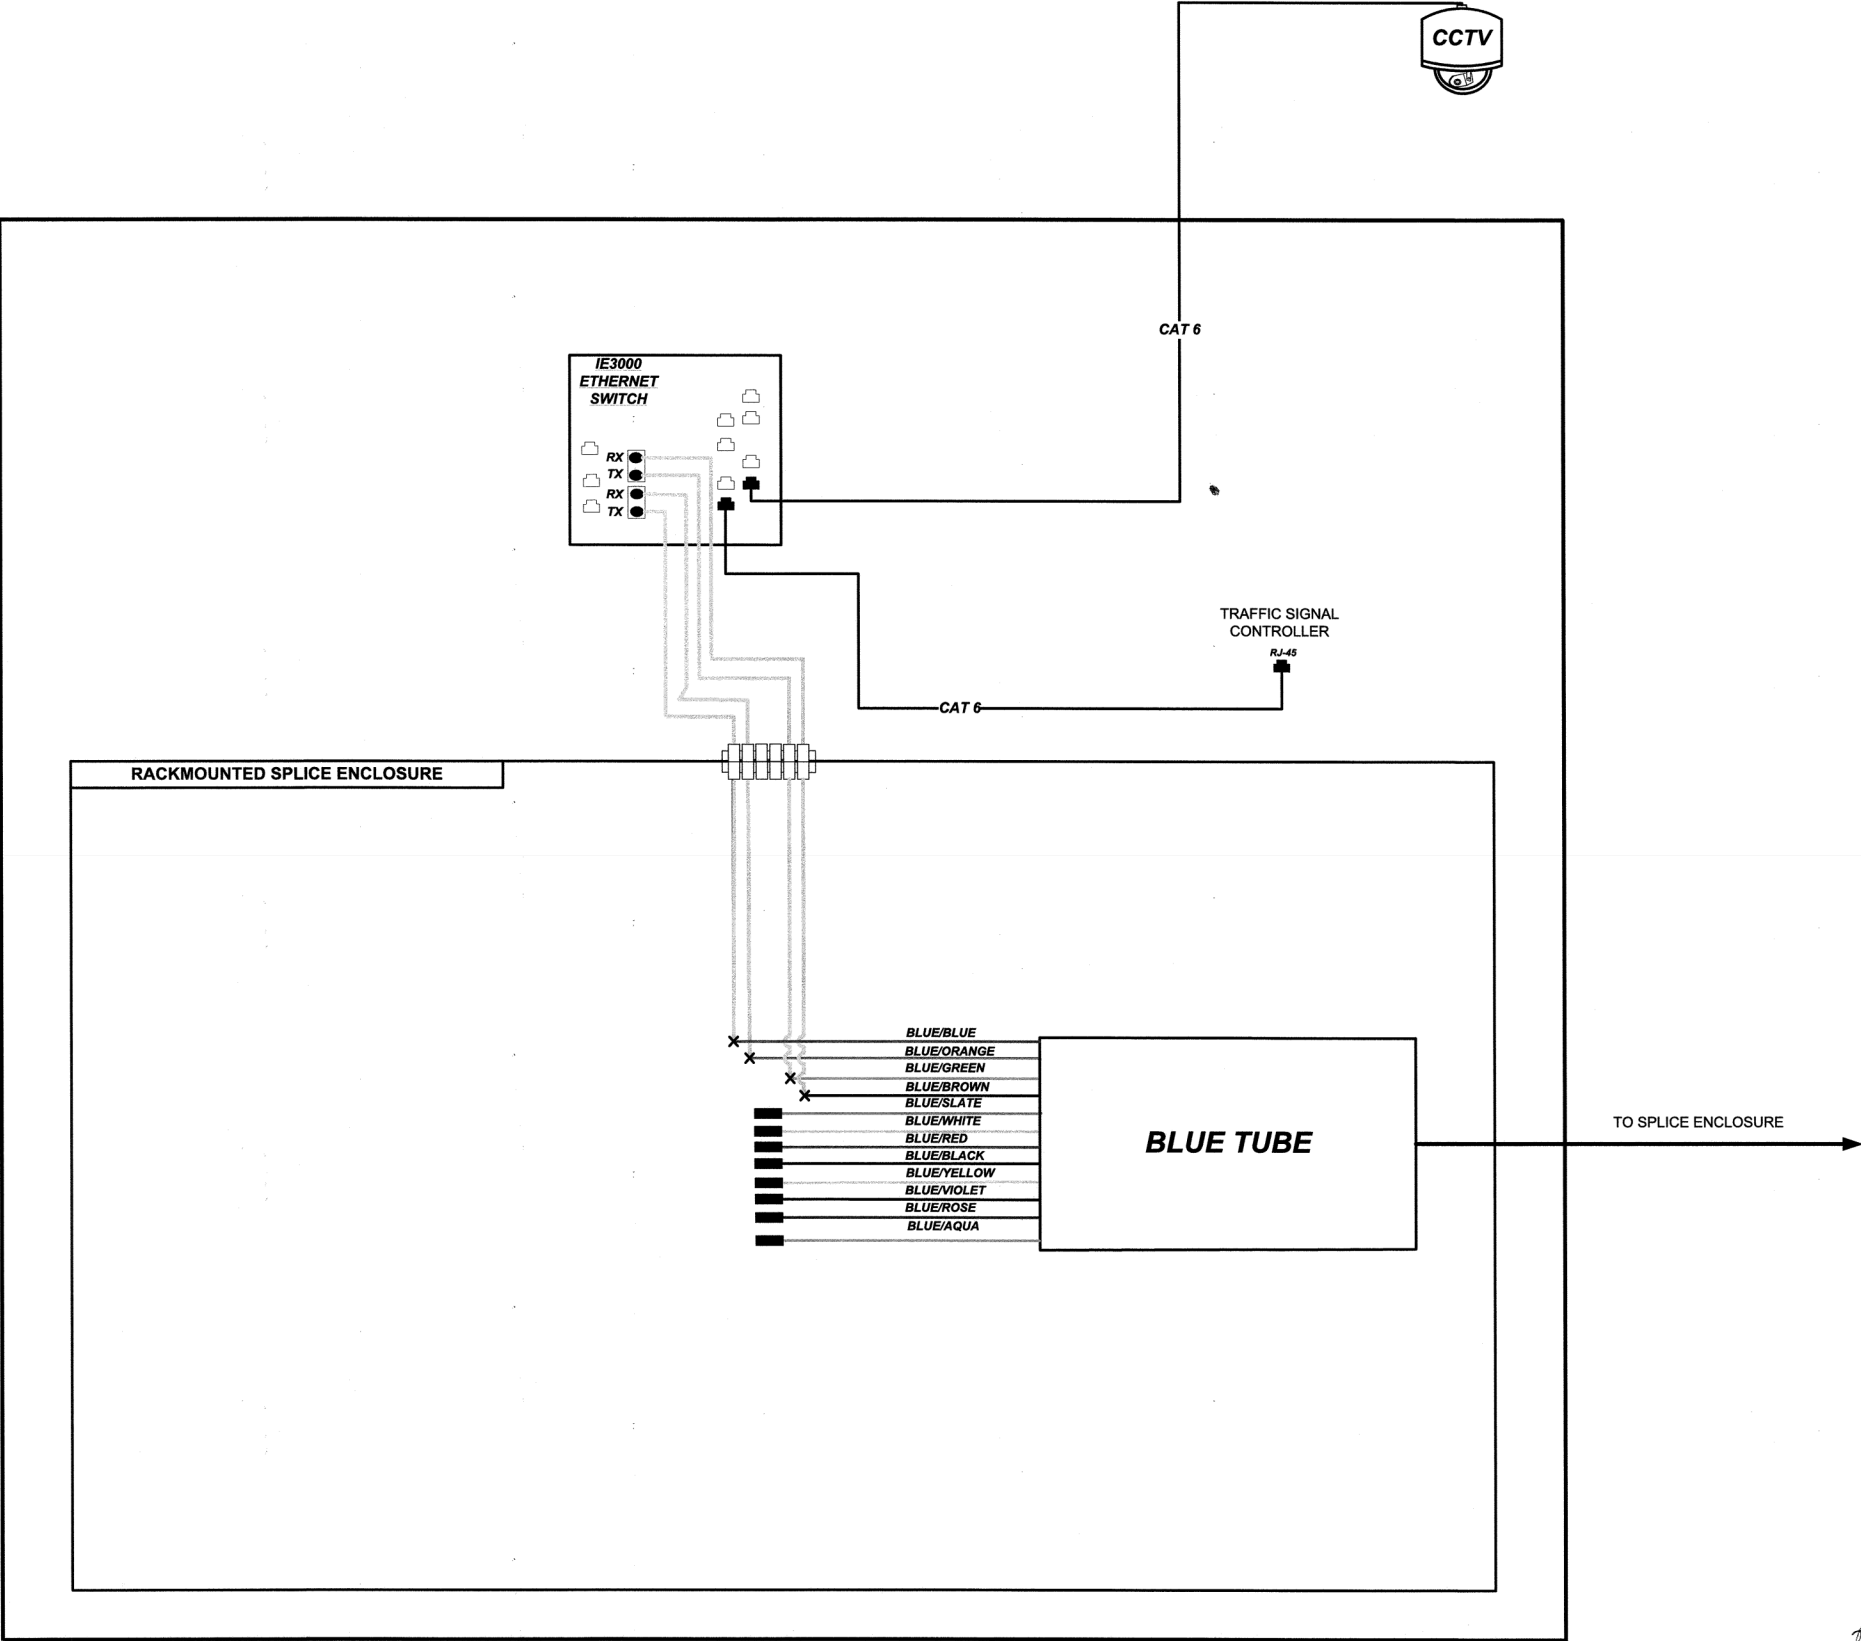 CCTV
CAT 6
IE3000
ETHERNET
SWITCH
RX
TX
RX
TX
TRAFFIC SIGNAL
CONTROLLER
RJ-45
CAT 6
RACKMOUNTED SPLICE ENCLOSURE
BLUE/BLUE
BLUE/ORANGE
BLUE/GREEN
BLUE/BROWN
BLUE/SLATE
BLUE/WHITE
BLUE/RED
BLUE/BLACK
BLUE/YELLOW
BLUE/VIOLET
BLUE/ROSE
BLUE/AQUA
BLUE TUBE
TO SPLICE ENCLOSURE